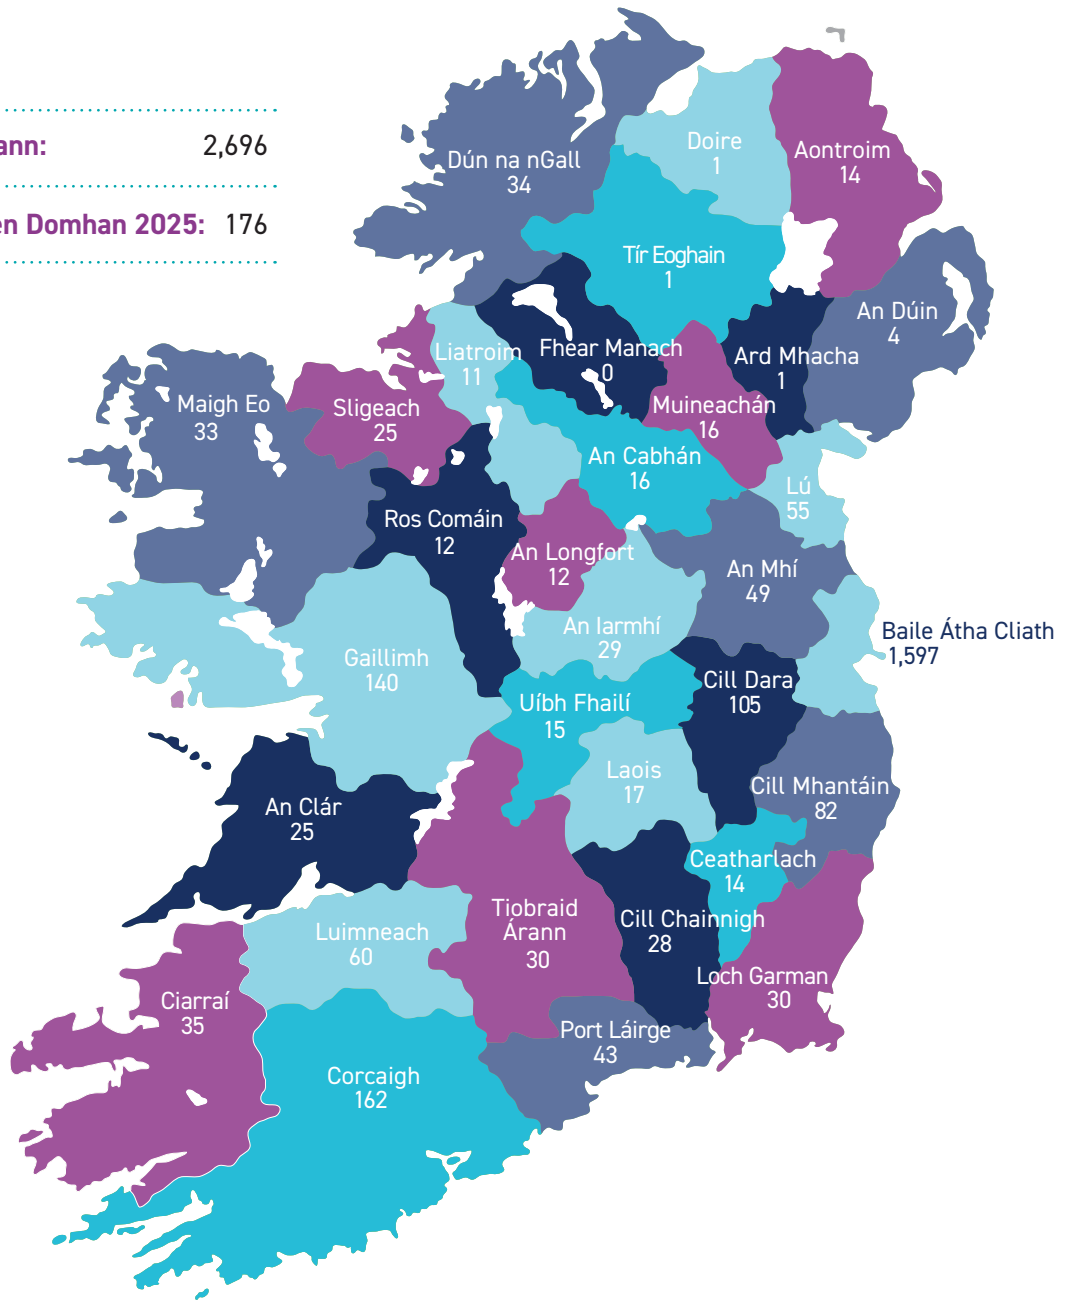 ann: 2,696
en Domhan 2025: 176
Doire
1
Aontroim
14
Dún na nGall
34
Tír Eoghain
1
An Dúin
4
Fhear Manach
0
Ard Mhacha
1
Liatroim
11
Maigh Eo
33
Sligeach
25
Muineachán
16
An Cabhán
16
Lú
55
Ros Comáin
12
An Longfort
12
An Mhí
49
An Iarmhí
29
Baile Átha Cliath
1,597
Gaillimh
140
Cill Dara
105
Uíbh Fhailí
15
Laois
17
Cill Mhantáin
82
An Clár
25
Ceatharlach
14
Tiobraid
Árann
30
Cill Chainnigh
28
Luimneach
60
Loch Garman
30
Ciarraí
35
Port Láirge
43
Corcaigh
162